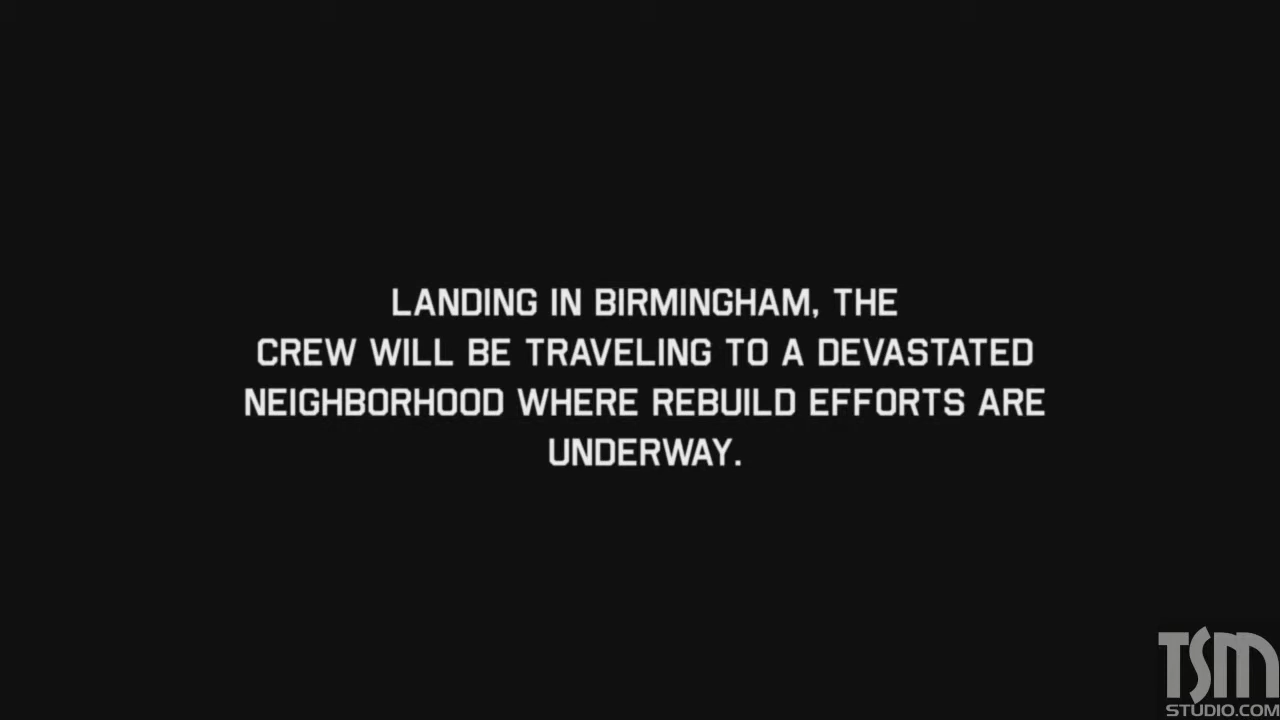 LANDING IN BIRMINGHAM, THE
CREW WILL BE TRAVELING TO A DEVASTATED
NEIGHBORHOOD WHERE REBUILD EFFORTS ARE
UNDERWAY.
TSM
STUDIO.COM